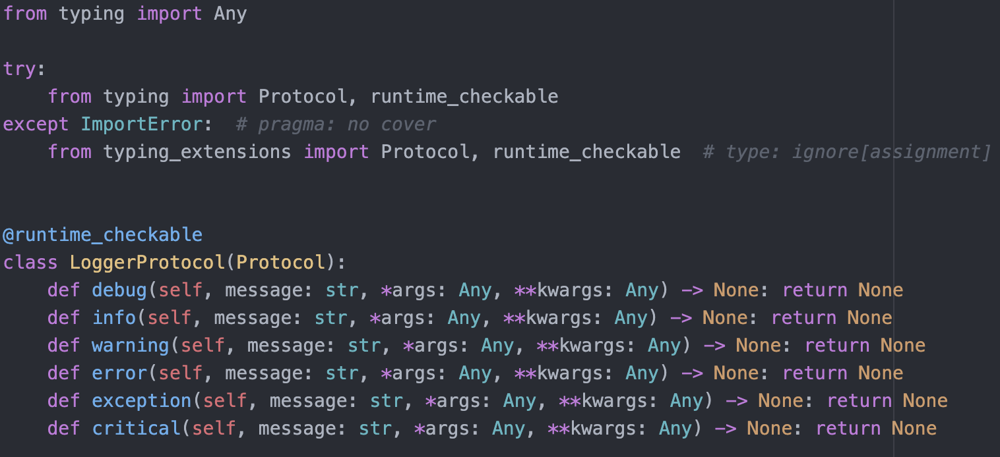 from typing import Any
try:
    from typing import Protocol, runtime_checkable
except ImportError:  # pragma: no cover
    from typing_extensions import Protocol, runtime_checkable  # type: ignore[assignment]
@runtime_checkable
class LoggerProtocol(Protocol):
    def debug(self, message: str, *args: Any, **kwargs: Any) -> None: return None
    def info(self, message: str, *args: Any, **kwargs: Any) -> None: return None
    def warning(self, message: str, *args: Any, **kwargs: Any) -> None: return None
    def error(self, message: str, *args: Any, **kwargs: Any) -> None: return None
    def exception(self, message: str, *args: Any, **kwargs: Any) -> None: return None
    def critical(self, message: str, *args: Any, **kwargs: Any) -> None: return None